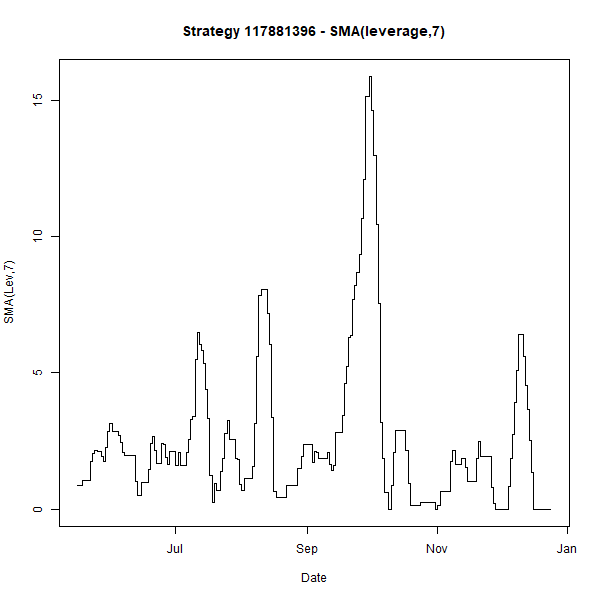 Strategy 117881396 - SMA(leverage,7)
SMA(Lev,7)
15
10
5
0
Jul Sep Nov Jan
Date